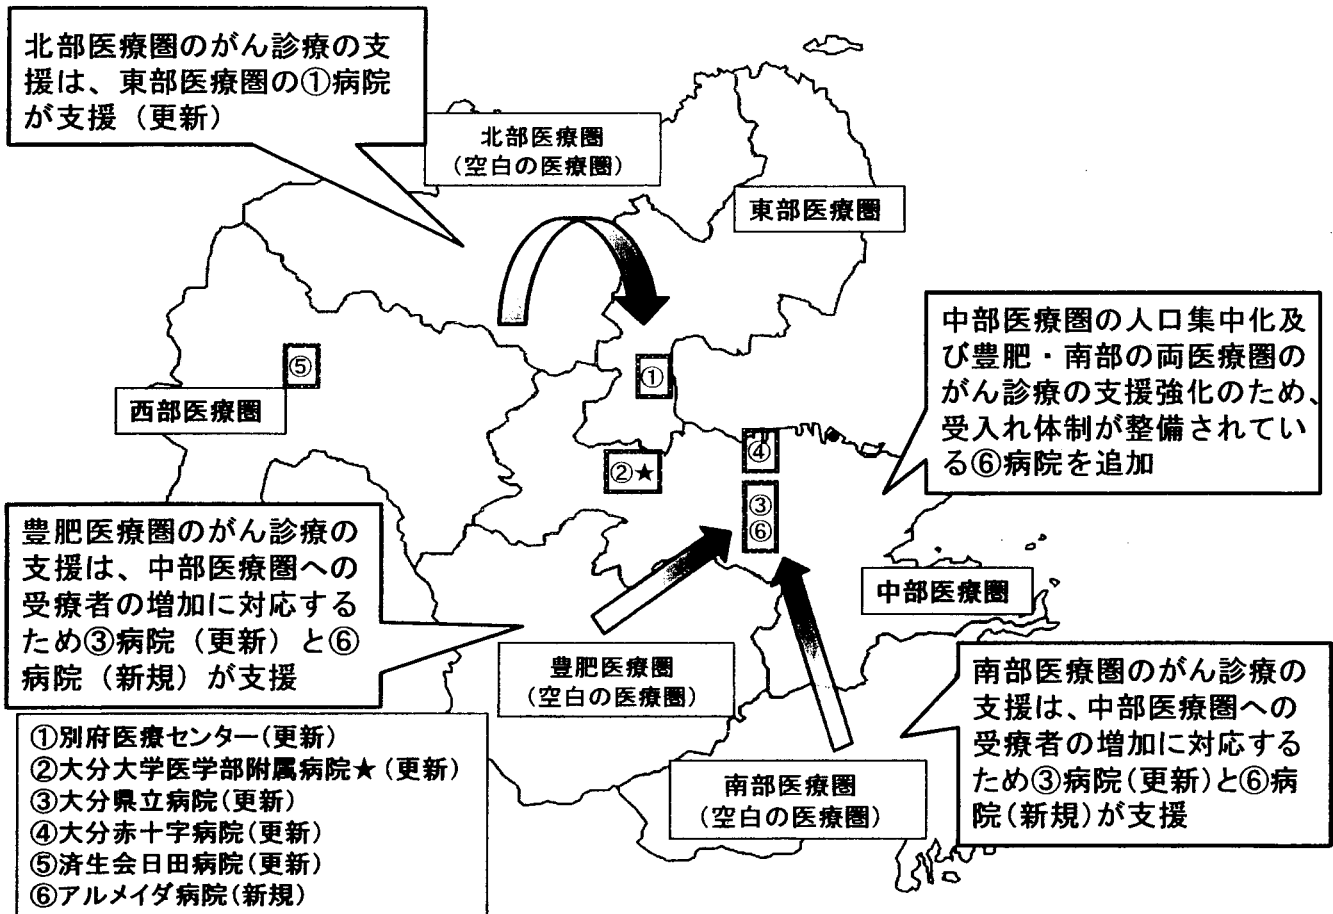 北部医療圏のがん診療の支
援は、東部医療圏の①病院
が支援（更新）
北部医療圏
（空白の医療圏）
東部医療圏
中部医療圏の人口集中化及
び豊肥・南部の両医療圏の
がん診療の支援強化のため、
受入れ体制が整備されてい
る⑥病院を追加
⑤
①
西部医療圏
④
②★
③
⑥
豊肥医療圏のがん診療の
支援は、中部医療圏への
受療者の増加に対応する
ため③病院（更新）と⑥
病院（新規）が支援
中部医療圏
豊肥医療圏
（空白の医療圏）
南部医療圏のがん診療の
支援は、中部医療圏への
受療者の増加に対応する
ため③病院（更新）と⑥病
院（新規）が支援
南部医療圏
（空白の医療圏）
①別府医療センター（更新）
②大分大学医学部附属病院★（更新）
③大分県立病院（更新）
④大分赤十字病院（更新）
⑤済生会日田病院（更新）
⑥アルメイダ病院（新規）